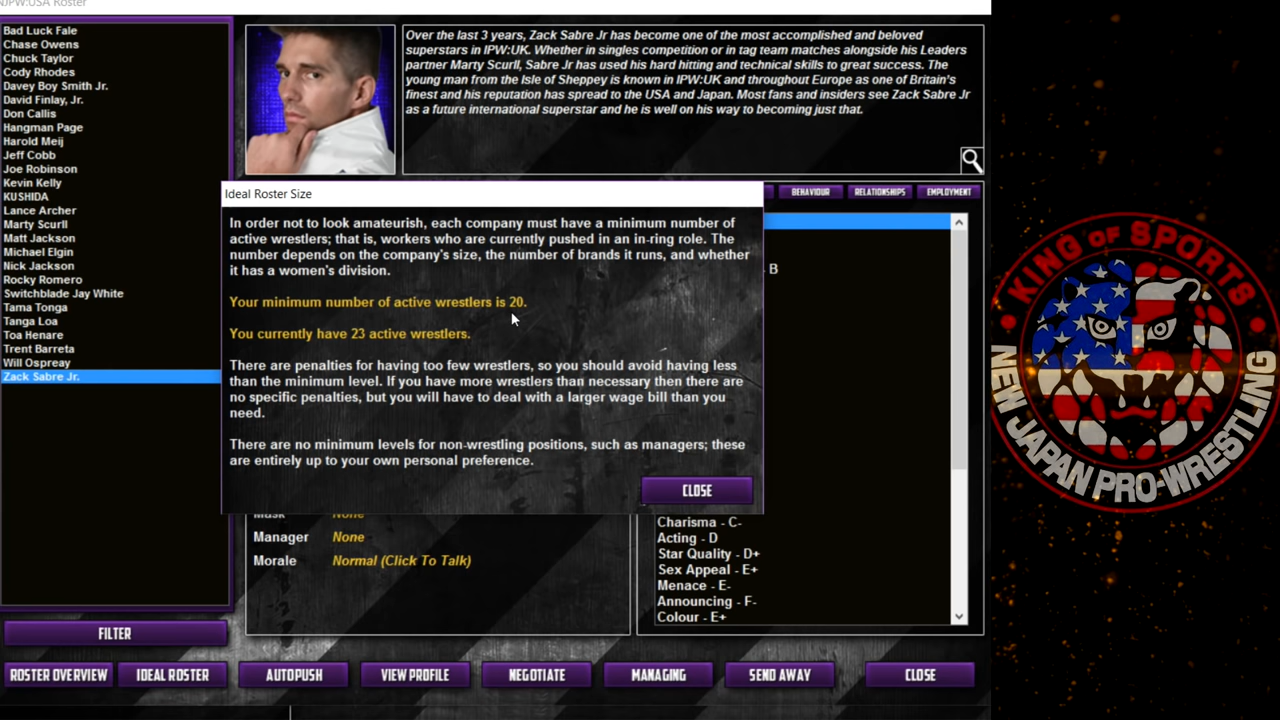 NJPW:USA Roster
Bad Luck Fale
Chase Owens
Chuck Taylor
Cody Rhodes
Davey Boy Smith Jr.
David Finlay, Jr.
Don Callis
Hangman Page
Harold Meij
Jeff Cobb
Joe Robinson
Kevin Kelly
KUSHIDA
Lance Archer
Marty Scurll
Matt Jackson
Michael Elgin
Nick Jackson
Rocky Romero
Switchblade Jay White
Tama Tonga
Tanga Loa
Toa Henare
Trent Barreta
Will Ospreay
Zack Sabre Jr.
Over the last 3 years, Zack Sabre Jr has become one of the most accomplished and beloved
superstars in IPW:UK. Whether in singles competition or in tag team matches alongside his Leaders
partner Marty Scurll, Sabre Jr has used his hard hitting and technical skills to great success. The
young man from the Isle of Sheppey is known in IPW:UK and throughout Europe as one of Britain's
finest and his reputation has spread to the USA and Japan. Most fans and insiders see Zack Sabre Jr
as a future international superstar and he is well on his way to becoming just that.
BEHAVIOUR RELATIONSHIPS EMPLOYMENT
Ideal Roster Size
In order not to look amateurish, each company must have a minimum number of
active wrestlers; that is, workers who are currently pushed in an in-ring role. The
number depends on the company's size, the number of brands it runs, and whether
it has a women's division.
Your minimum number of active wrestlers is 20.
You currently have 23 active wrestlers.
There are penalties for having too few wrestlers, so you should avoid having less
than the minimum level. If you have more wrestlers than necessary then there are
no specific penalties, but you will have to deal with a larger wage bill than you
need.
There are no minimum levels for non-wrestling positions, such as managers; these
are entirely up to your own personal preference.
CLOSE
- B
Mask None
Manager None
Morale Normal (Click To Talk)
Charisma - C-
Acting - D
Star Quality - D+
Sex Appeal - E+
Menace - E-
Announcing - F-
Colour - E+
FILTER
ROSTER OVERVIEW IDEAL ROSTER AUTOPUSH VIEW PROFILE NEGOTIATE MANAGING SEND AWAY CLOSE
KING OF SPORTS
NEW JAPAN PRO-WRESTLING